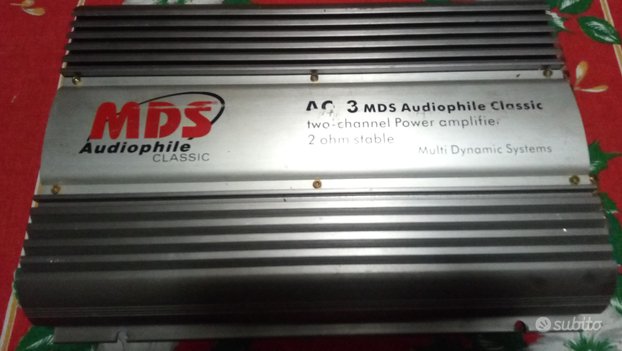 MDS
Audiophile
CLASSIC
AC 3 MDS Audiophile Classic
two-channel Power amplifier
2 ohm stable
Multi Dynamic Systems
subito